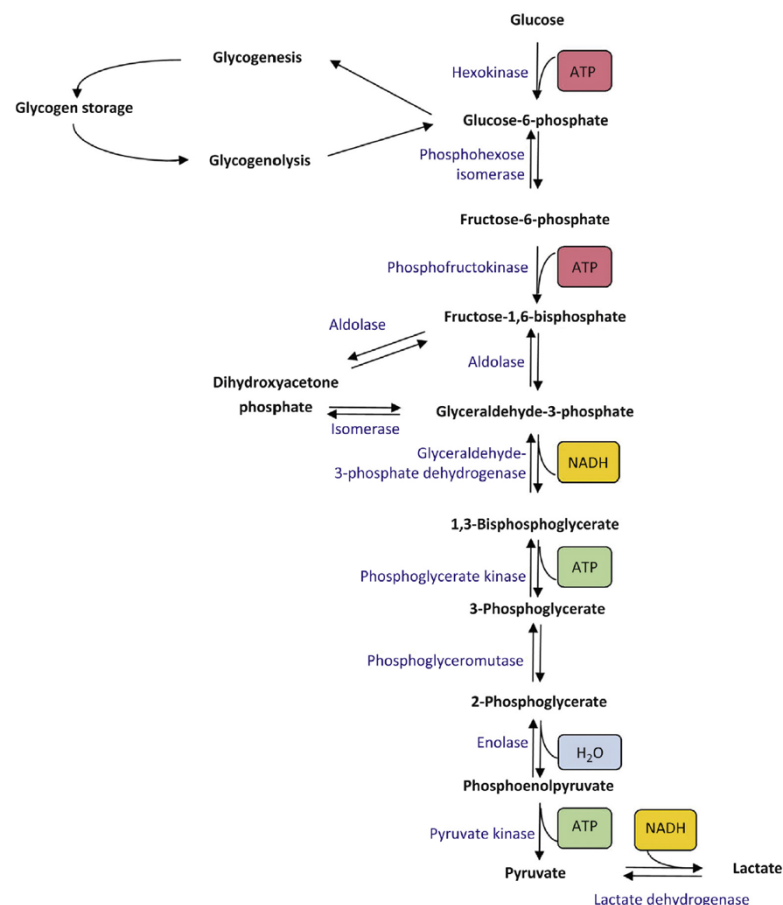 Glucose
Hexokinase
ATP
Glycogenesis
Glycogen storage
Glucose-6-phosphate
Glycogenolysis
Phosphohexose
isomerase
Fructose-6-phosphate
Phosphofructokinase
ATP
Fructose-1,6-bisphosphate
Aldolase
Aldolase
Dihydroxyacetone
phosphate
Glyceraldehyde-3-phosphate
Isomerase
Glyceraldehyde-
3-phosphate dehydrogenase
NADH
1,3-Bisphosphoglycerate
Phosphoglycerate kinase
ATP
3-Phosphoglycerate
Phosphoglyceromutase
2-Phosphoglycerate
Enolase
H₂O
Phosphoenolpyruvate
Pyruvate kinase
ATP
NADH
Pyruvate
Lactate
Lactate dehydrogenase